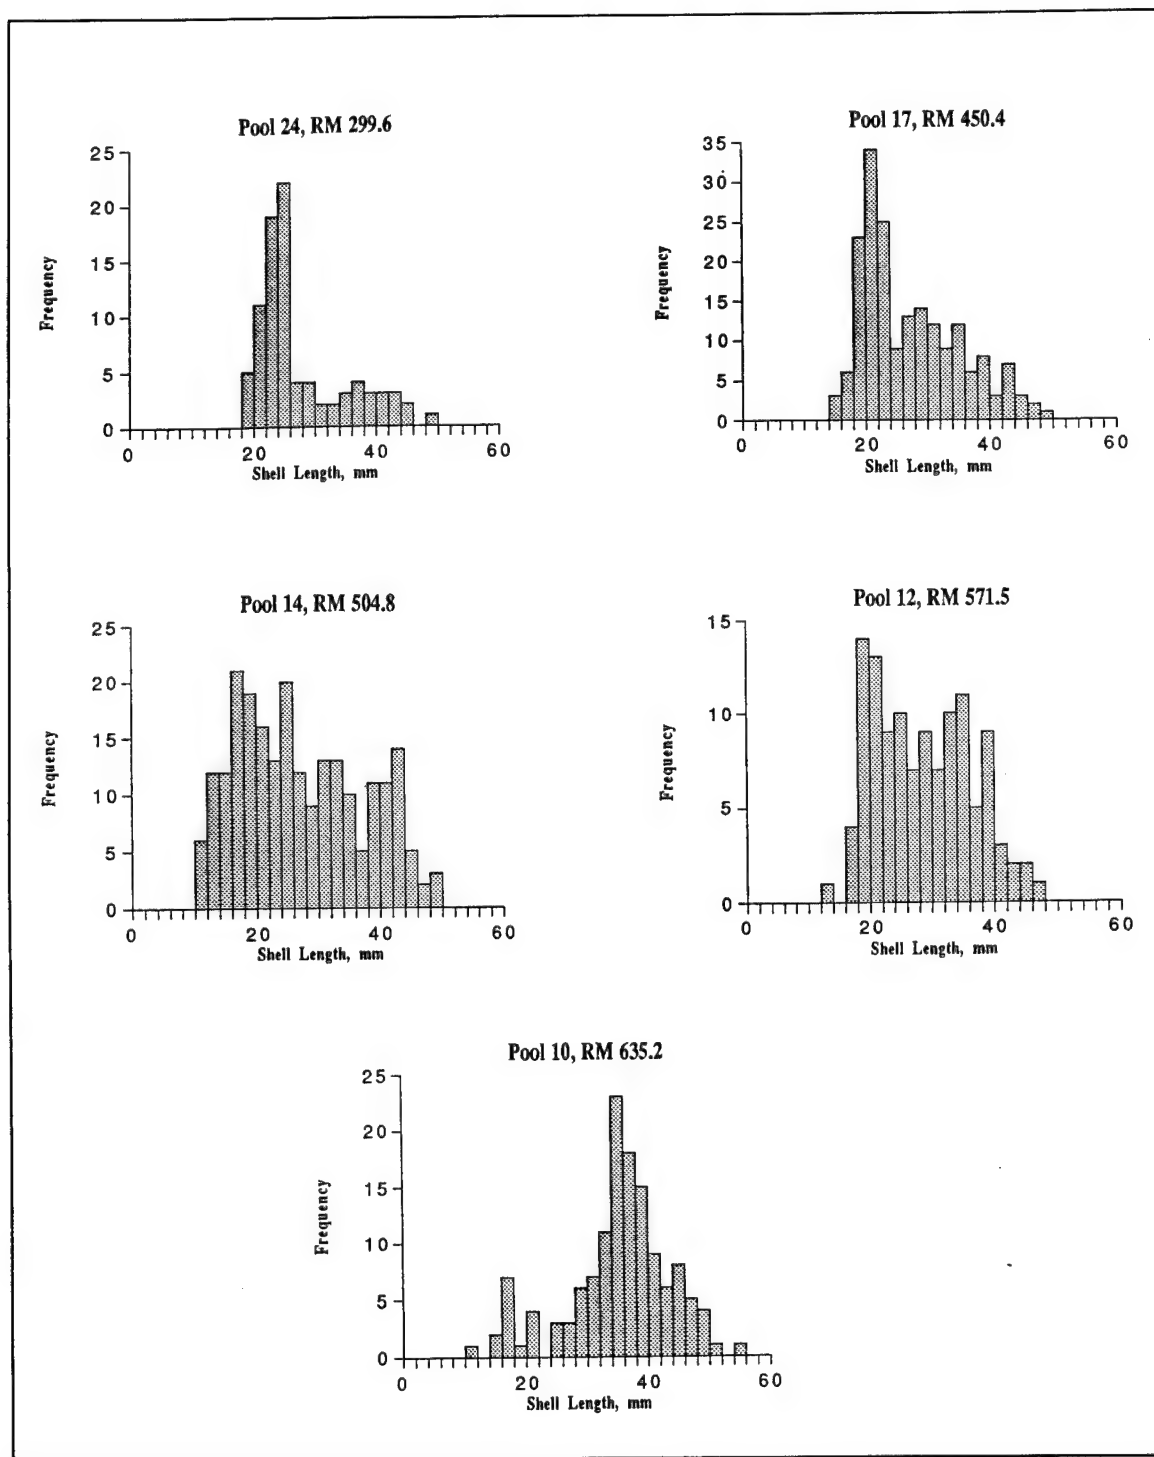 Pool 24, RM 299.6
25
20
15
10
5
0
Frequency
0 20 40 60
Shell Length, mm
Pool 17, RM 450.4
35
30
25
20
15
10
5
0
Frequency
0 20 40 60
Shell Length, mm
Pool 14, RM 504.8
25
20
15
10
5
0
Frequency
0 20 40 60
Shell Length, mm
Pool 12, RM 571.5
15
10
5
0
Frequency
0 20 40 60
Shell Length, mm
Pool 10, RM 635.2
25
20
15
10
5
0
Frequency
0 20 40 60
Shell Length, mm